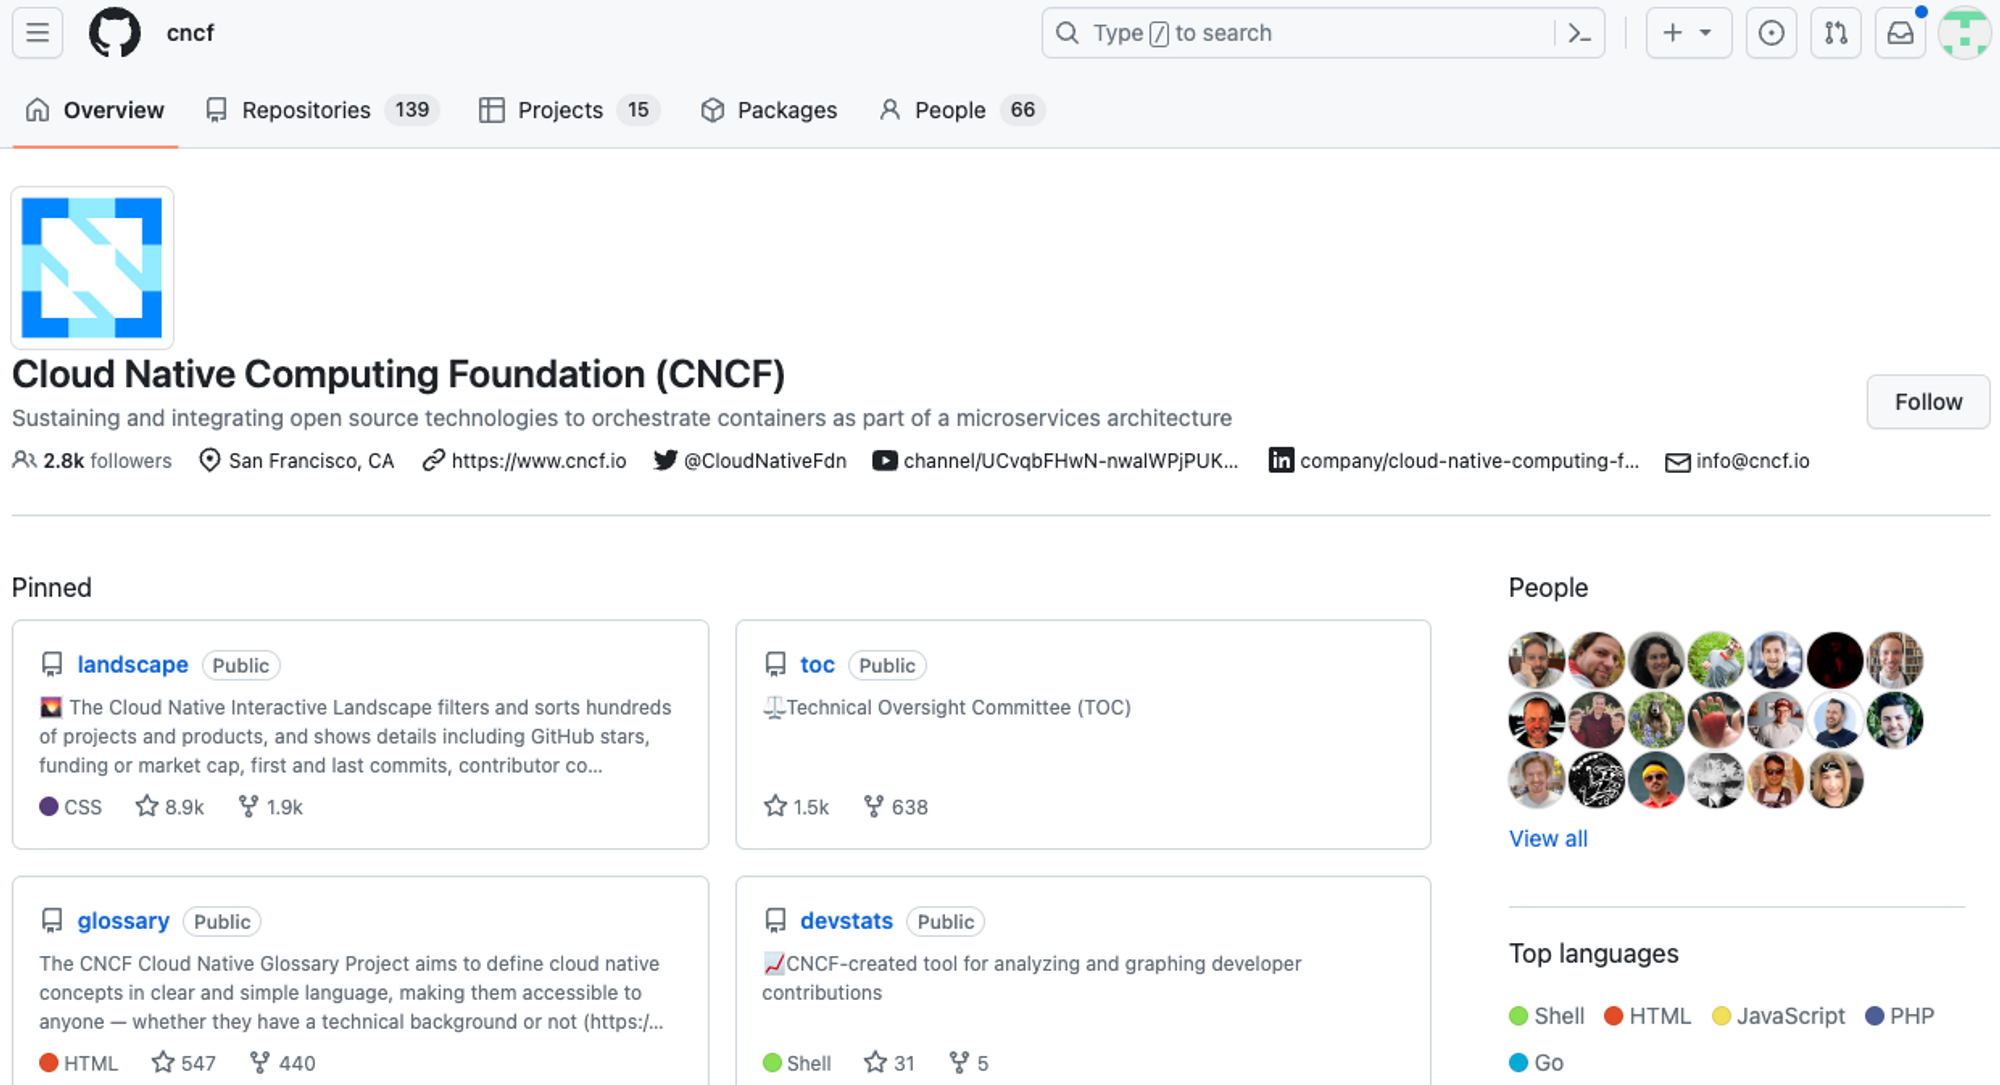 cncf
Type / to search
Overview
Repositories 139
Projects 15
Packages
People 66
Cloud Native Computing Foundation (CNCF)
Sustaining and integrating open source technologies to orchestrate containers as part of a microservices architecture
Follow
2.8k followers
San Francisco, CA
https://www.cncf.io
@CloudNativeFdn
channel/UCvqbFHwN-nwalWPjPUK...
company/cloud-native-computing-f...
info@cncf.io
Pinned
landscape Public
The Cloud Native Interactive Landscape filters and sorts hundreds
of projects and products, and shows details including GitHub stars,
funding or market cap, first and last commits, contributor co...
CSS 8.9k 1.9k
toc Public
Technical Oversight Committee (TOC)
1.5k 638
glossary Public
The CNCF Cloud Native Glossary Project aims to define cloud native
concepts in clear and simple language, making them accessible to
anyone — whether they have a technical background or not (https:/...
HTML 547 440
devstats Public
CNCF-created tool for analyzing and graphing developer
contributions
Shell 31 5
People
View all
Top languages
Shell HTML JavaScript PHP
Go